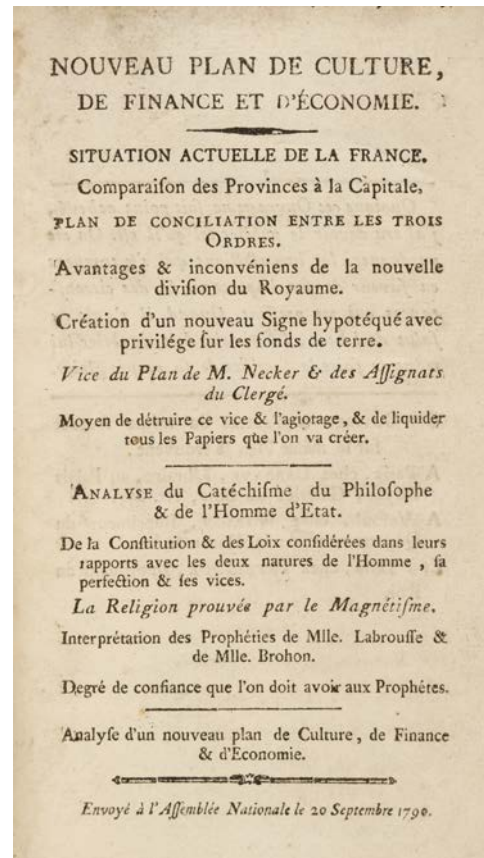 NOUVEAU PLAN DE CULTURE,
DE FINANCE ET D'ÉCONOMIE.
SITUATION ACTUELLE DE LA FRANCE.
Comparaiſon des Provinces à la Capitale,
PLAN DE CONCILIATION ENTRE LES TROIS
ORDRES.
Avantages & inconvéniens de la nouvelle
diviſion du Royaume.
Création d'un nouveau Signe hypotéqué avec
privilége ſur les fonds de terre.
Vice du Plan de M. Necker & des Aſſignats
du Clergé.
Moyen de détruire ce vice & l'agiotage, & de liquider
tous les Papiers que l'on va créer.
ANALYSE du Catéchiſme du Philoſophe
& de l'Homme d'Etat.
De la Conſtitution & des Loix conſidérées dans leurs
rapports avec les deux natures de l'Homme, ſa
perfection & ſes vices.
La Religion prouvée par le Magnétiſme.
Interprétation des Prophéties de Mlle. Labrouſſe &
de Mlle. Brohon.
Degré de confiance que l'on doit avoir aux Prophétes.
Analyſe d'un nouveau plan de Culture, de Finance
& d'Economie.
Envoyé à l'Aſſemblée Nationale le 20 Septembre 1790.